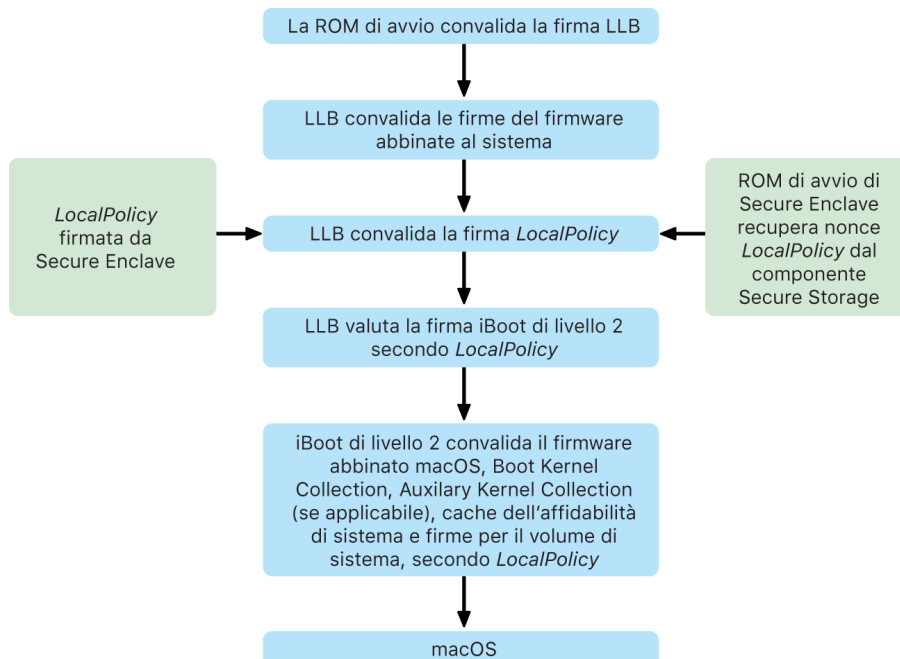 La ROM di avvio convalida la firma LLB
LLB convalida le firme del firmware
abbinate al sistema
LocalPolicy
firmata da
Secure Enclave
LLB convalida la firma LocalPolicy
ROM di avvio di
Secure Enclave
recupera nonce
LocalPolicy dal
componente
Secure Storage
LLB valuta la firma iBoot di livello 2
secondo LocalPolicy
iBoot di livello 2 convalida il firmware
abbinato macOS, Boot Kernel
Collection, Auxilary Kernel Collection
(se applicabile), cache dell’affidabilità
di sistema e firme per il volume di
sistema, secondo LocalPolicy
macOS